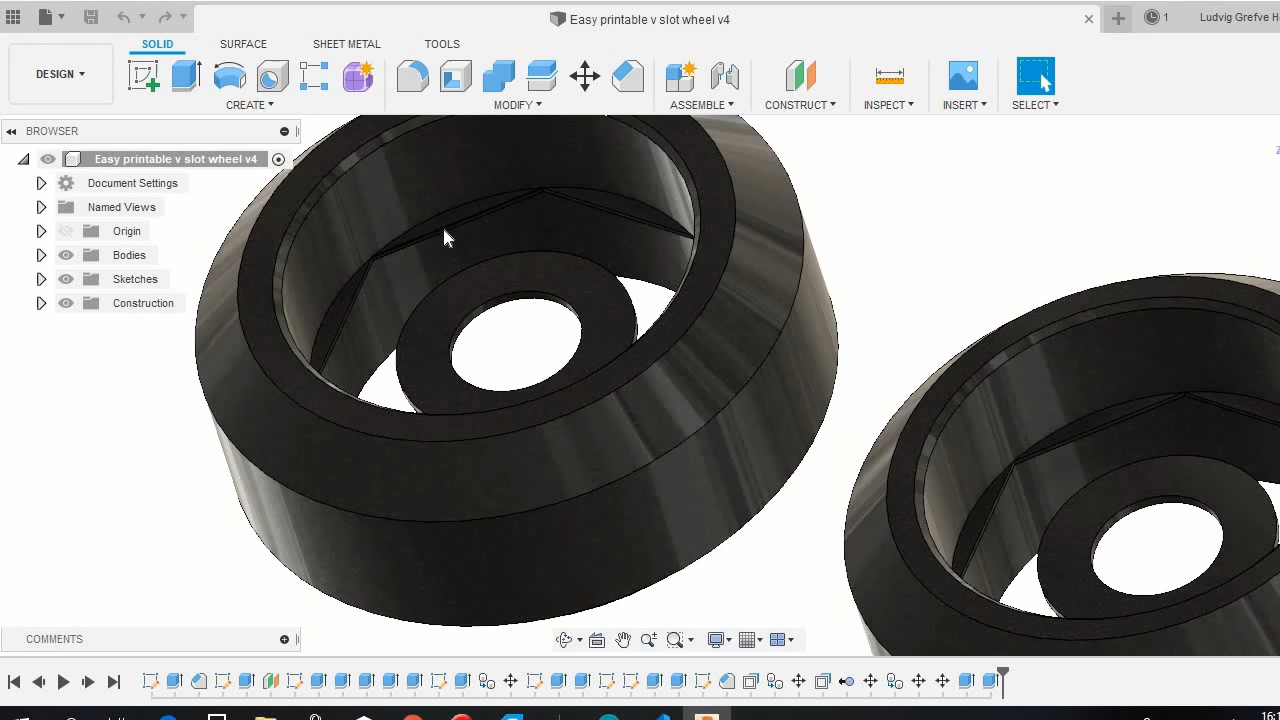 Easy printable v slot wheel v4
1
Ludvig Grefve H
SOLID
SURFACE
SHEET METAL
TOOLS
DESIGN
CREATE
MODIFY
ASSEMBLE
CONSTRUCT
INSPECT
INSERT
SELECT
BROWSER
Easy printable v slot wheel v4
Document Settings
Named Views
Origin
Bodies
Sketches
Construction
Z
COMMENTS